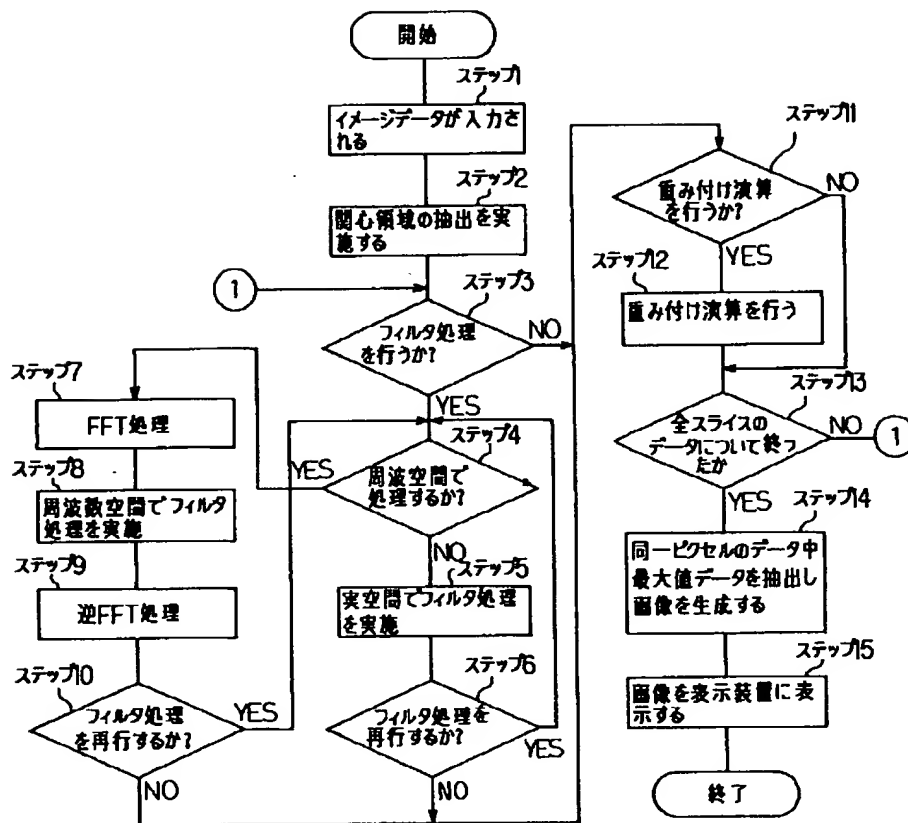 開始
ステップ1
イメージデータが入力さ
れる
ステップ2
関心領域の抽出を実
施する
1
ステップ3
フィルタ処理
を行うか?
NO
YES
ステップ4
周波空間で
処理するか?
YES
NO
ステップ5
実空間でフィルタ処理
を実施
ステップ6
フィルタ処理を
再行するか?
YES
NO
ステップ7
FFT処理
ステップ8
周波数空間でフィルタ
処理を実施
ステップ9
逆FFT処理
ステップ10
フィルタ処理
を再行するか?
YES
NO
ステップ11
重み付け演算
を行うか?
NO
YES
ステップ12
重み付け演算を行う
ステップ13
全スライスの
データについて終っ
たか
NO
1
YES
ステップ14
同一ピクセルのデータ中
最大値データを抽出し
画像を生成する
ステップ15
画像を表示装置に表
示する
終了